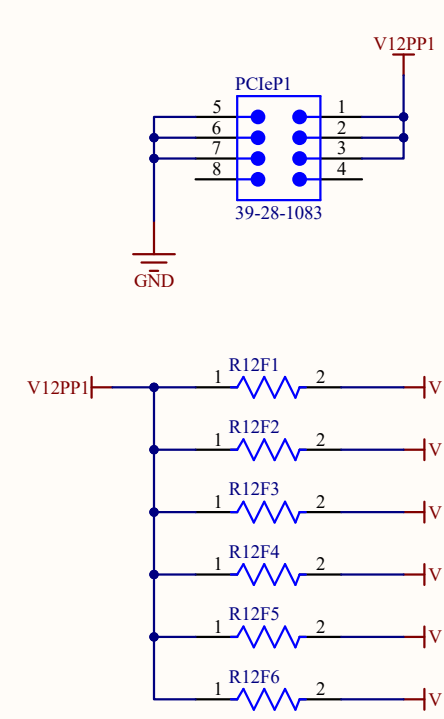 V12PP1
PCIeP1
5 1
6 2
7 3
8 4
39-28-1083
GND
R12F1
V12PP1 1 2 V
R12F2
1 2 V
R12F3
1 2 V
R12F4
1 2 V
R12F5
1 2 V
R12F6
1 2 V